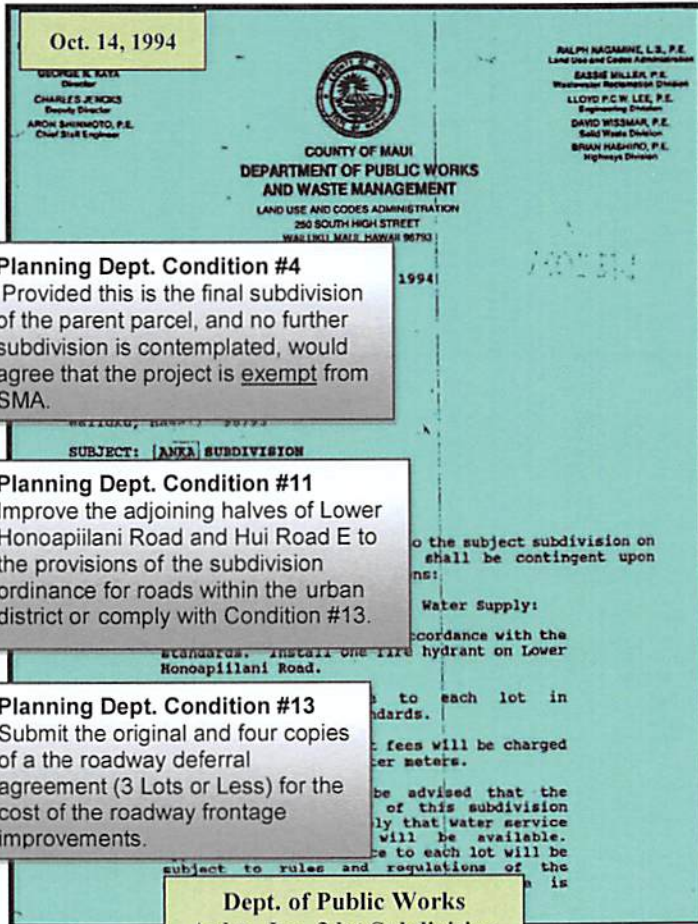 Oct. 14, 1994
GEORGE N. KAYA
Director
CHARLES JENCKS
Deputy Director
ARON SHINMOTO, P.E.
Chief Staff Engineer
RALPH NAGAMINE, L.S., P.E.
Land Use and Codes Administration
EASSIE MILLER, P.E.
Wastewater Reclamation Division
LLOYD P.C.W. LEE, P.E.
Engineering Division
DAVID WISSMAR, P.E.
Solid Waste Division
BRIAN HASHIRO, P.E.
Highways Division
COUNTY OF MAUI
DEPARTMENT OF PUBLIC WORKS
AND WASTE MANAGEMENT
LAND USE AND CODES ADMINISTRATION
250 SOUTH HIGH STREET
WAILUKU, MAUI, HAWAII 96793
1994
Planning Dept. Condition #4
Provided this is the final subdivision
of the parent parcel, and no further
subdivision is contemplated, would
agree that the project is exempt from
SMA.
SUBJECT: ANKA SUBDIVISION
Planning Dept. Condition #11
Improve the adjoining halves of Lower
Honoapiilani Road and Hui Road E to
the provisions of the subdivision
ordinance for roads within the urban
district or comply with Condition #13.
o the subject subdivision on
shall be contingent upon
ns:
Water Supply:
ccordance with the
standards. Install one fire hydrant on Lower
Honoapiilani Road.
Planning Dept. Condition #13
Submit the original and four copies
of a the roadway deferral
agreement (3 Lots or Less) for the
cost of the roadway frontage
improvements.
to each lot in
ndards.
t fees will be charged
er meters.
be advised that the
of this subdivision
ly that water service
will be available.
ce to each lot will be
subject to rules and regulations of the
is
Dept. of Public Works